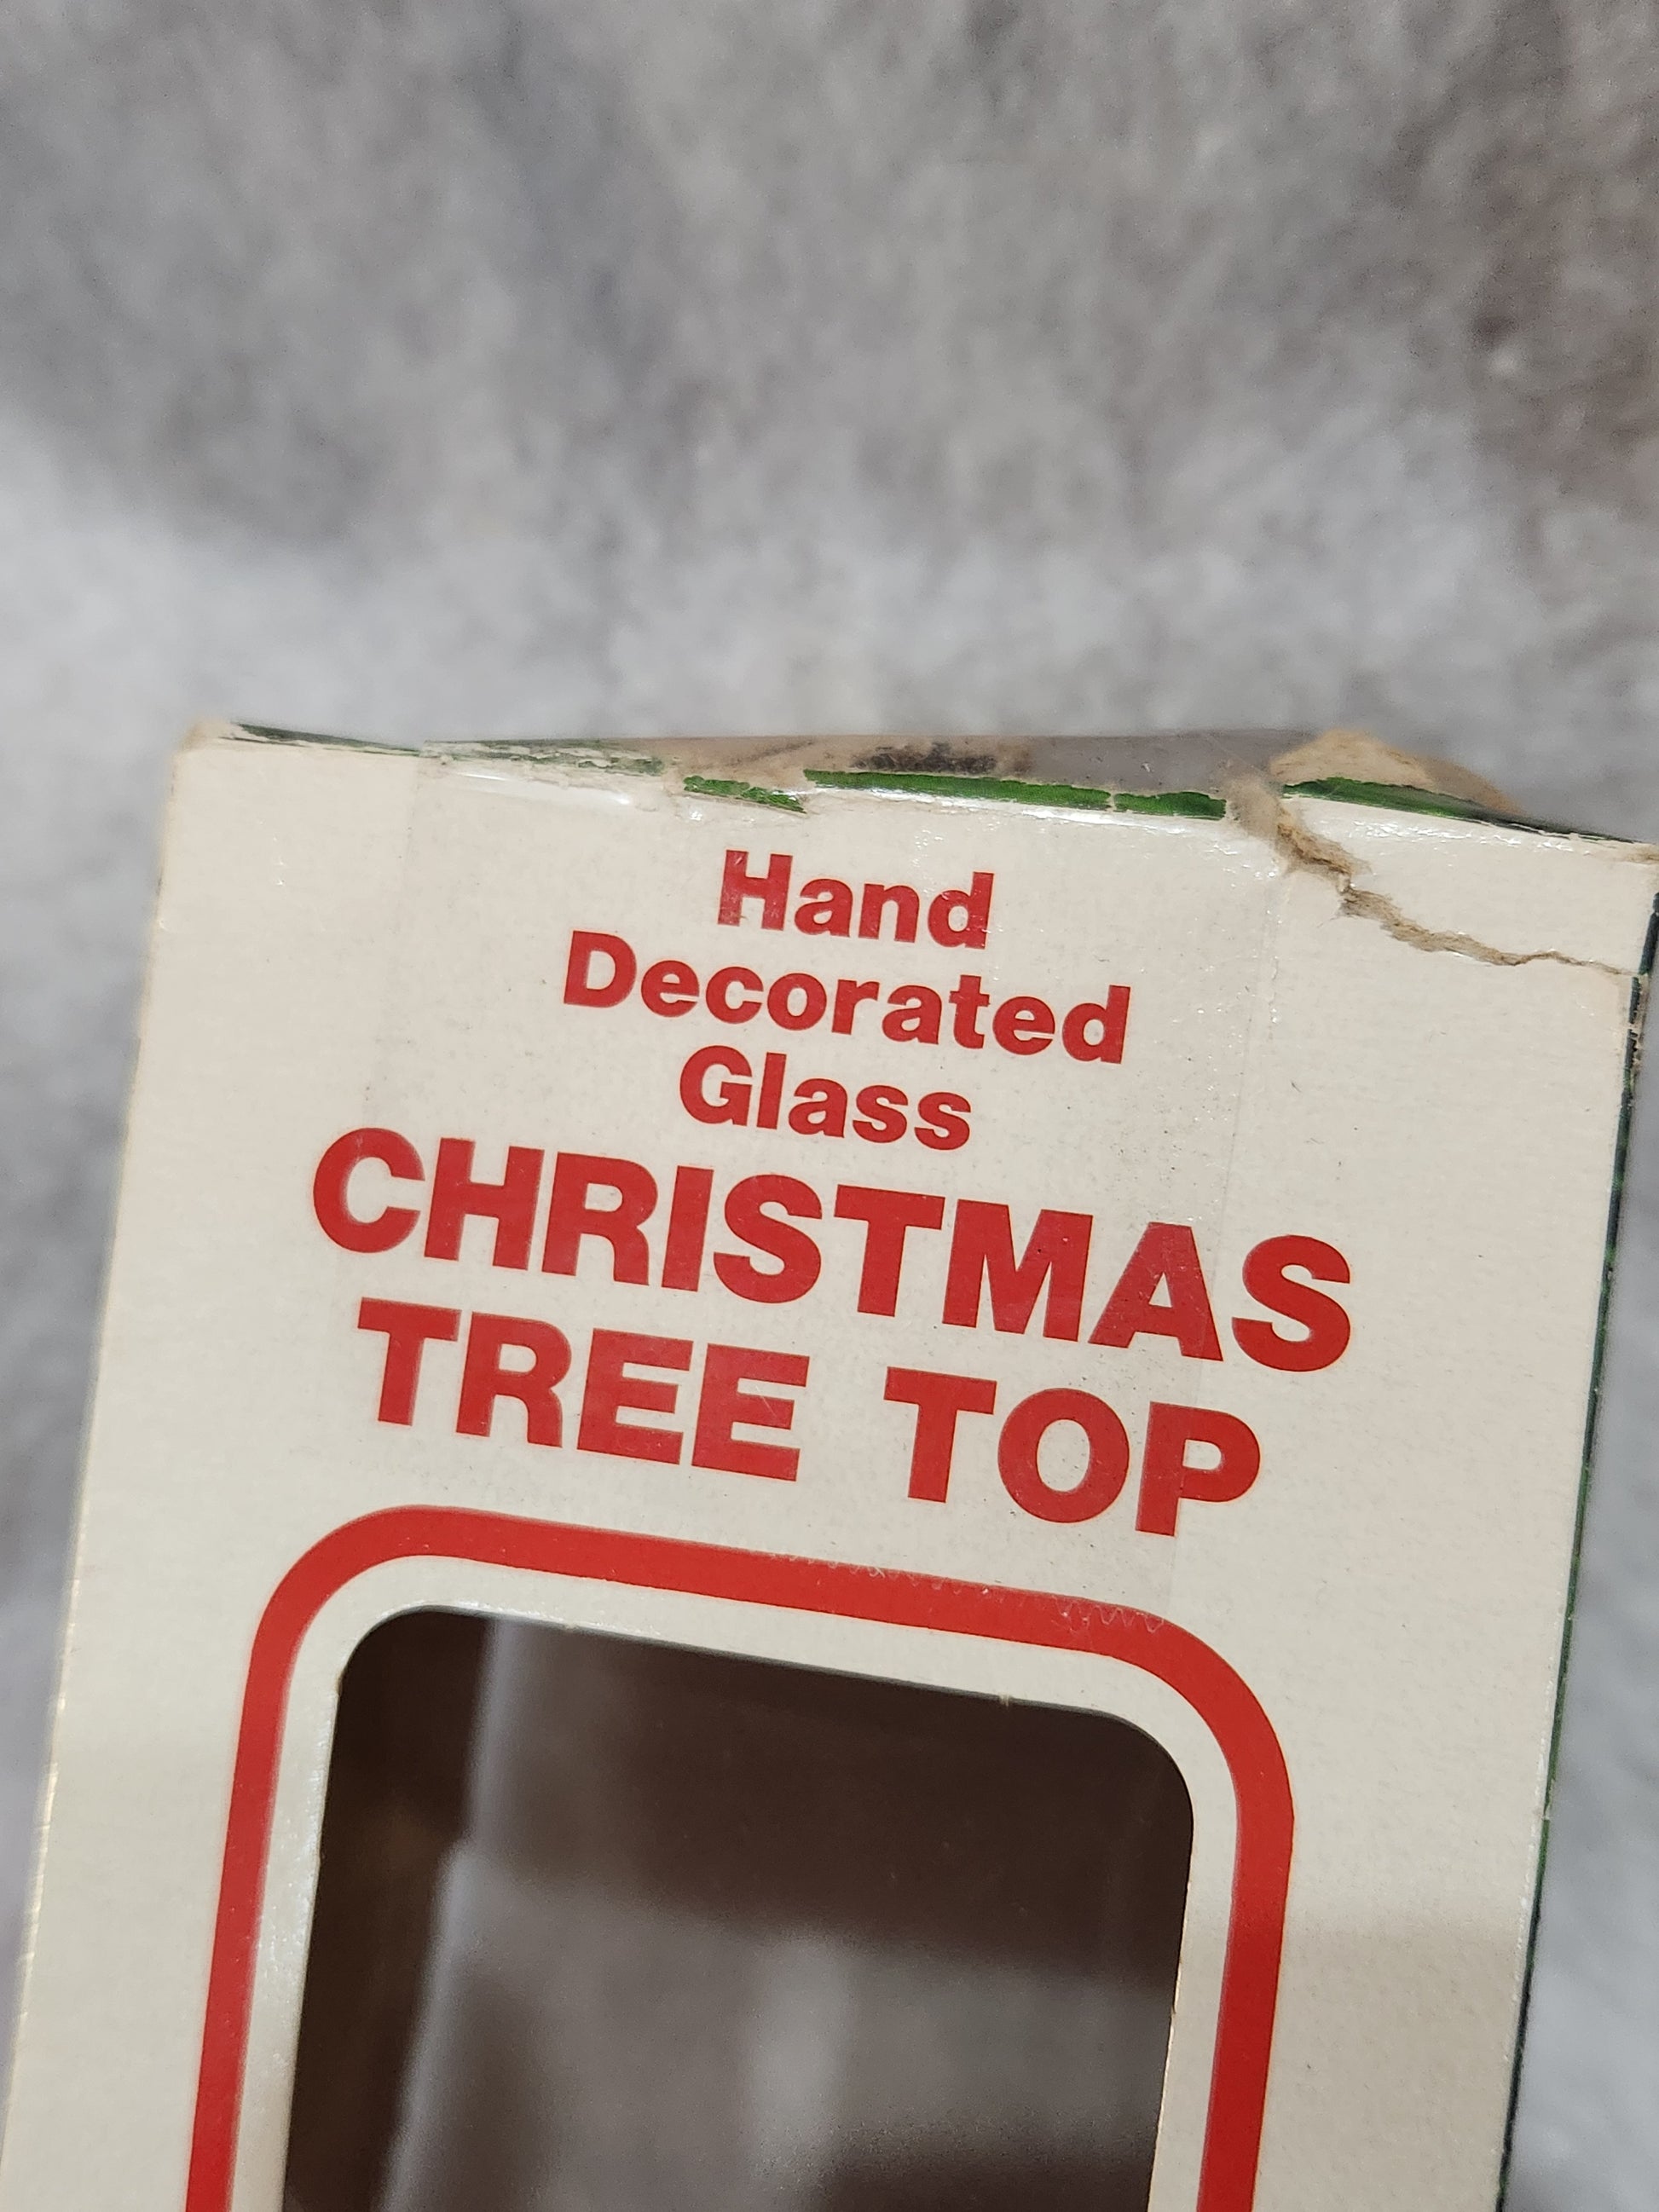 Hand
Decorated
Glass
CHRISTMAS
TREE TOP